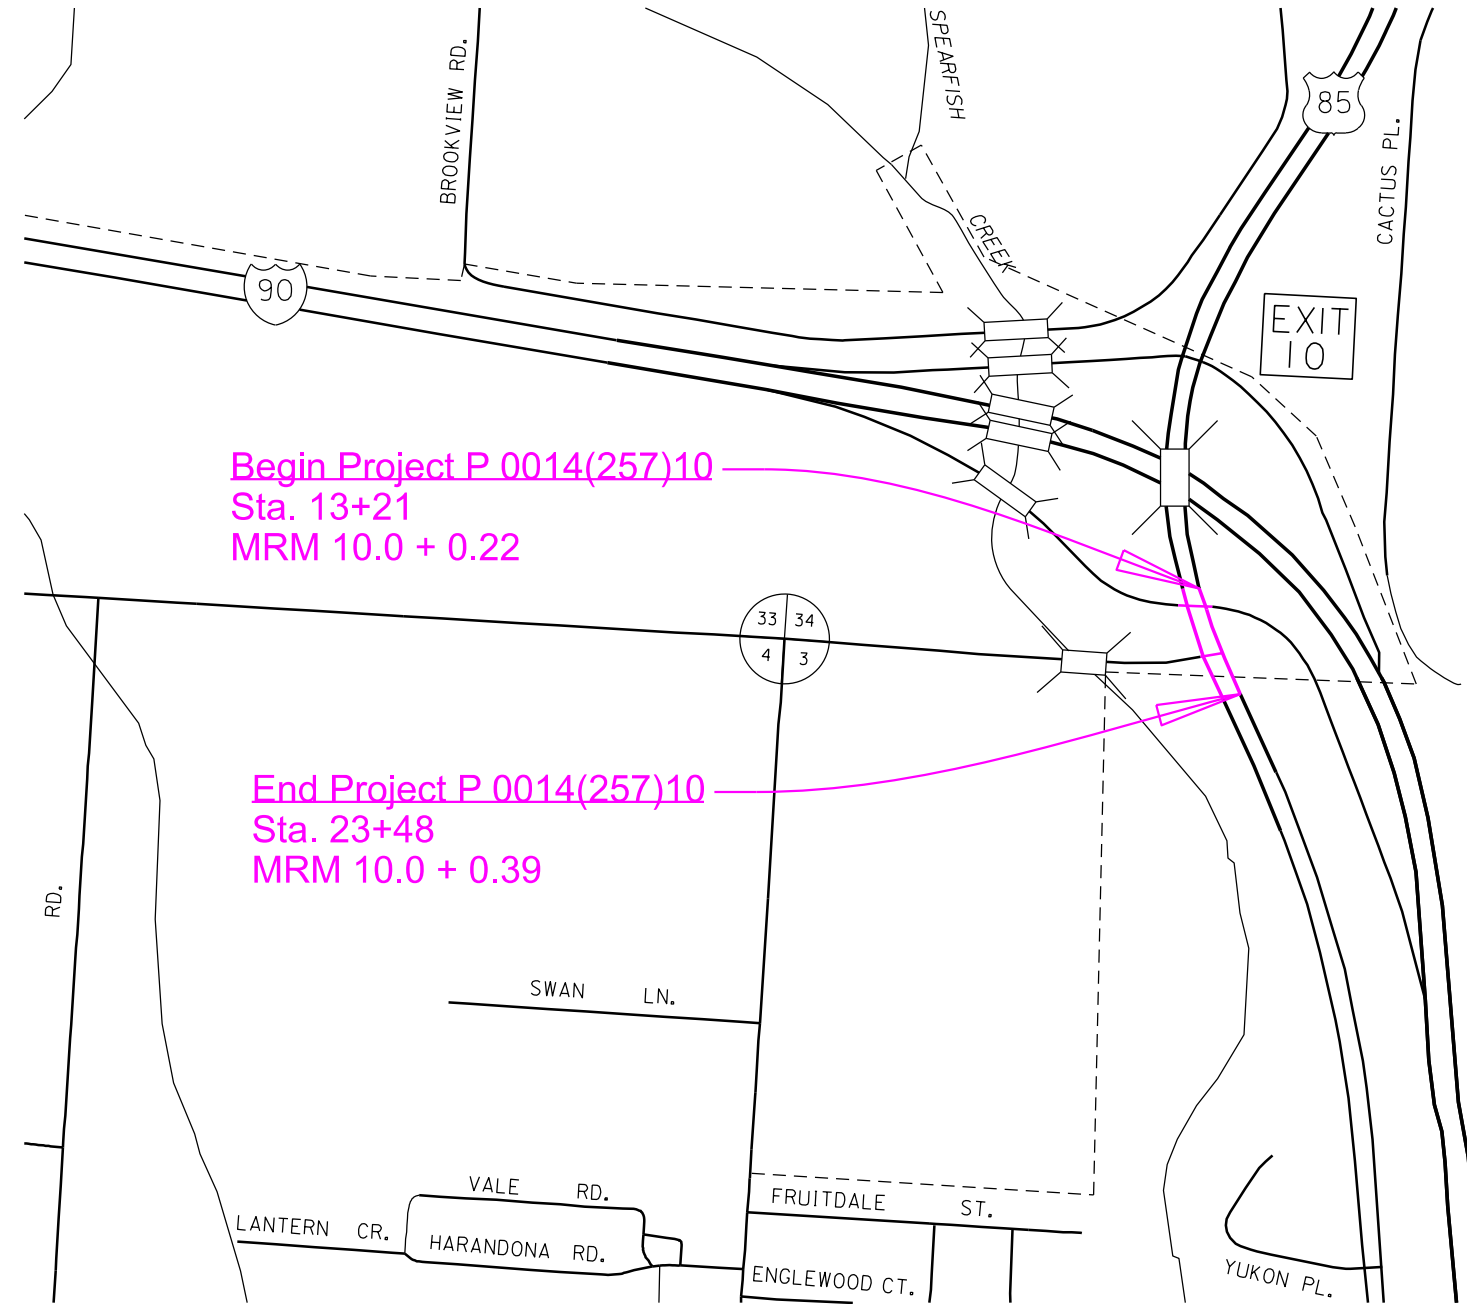 BROOKVIEW RD.
SPEARFISH
CREEK
85
CACTUS PL.
90
EXIT
10
Begin Project P 0014(257)10
Sta. 13+21
MRM 10.0 + 0.22
33 34
4 3
End Project P 0014(257)10
Sta. 23+48
MRM 10.0 + 0.39
RD.
SWAN LN.
VALE RD.
FRUITDALE ST.
LANTERN CR.
HARANDONA RD.
ENGLEWOOD CT.
YUKON PL.